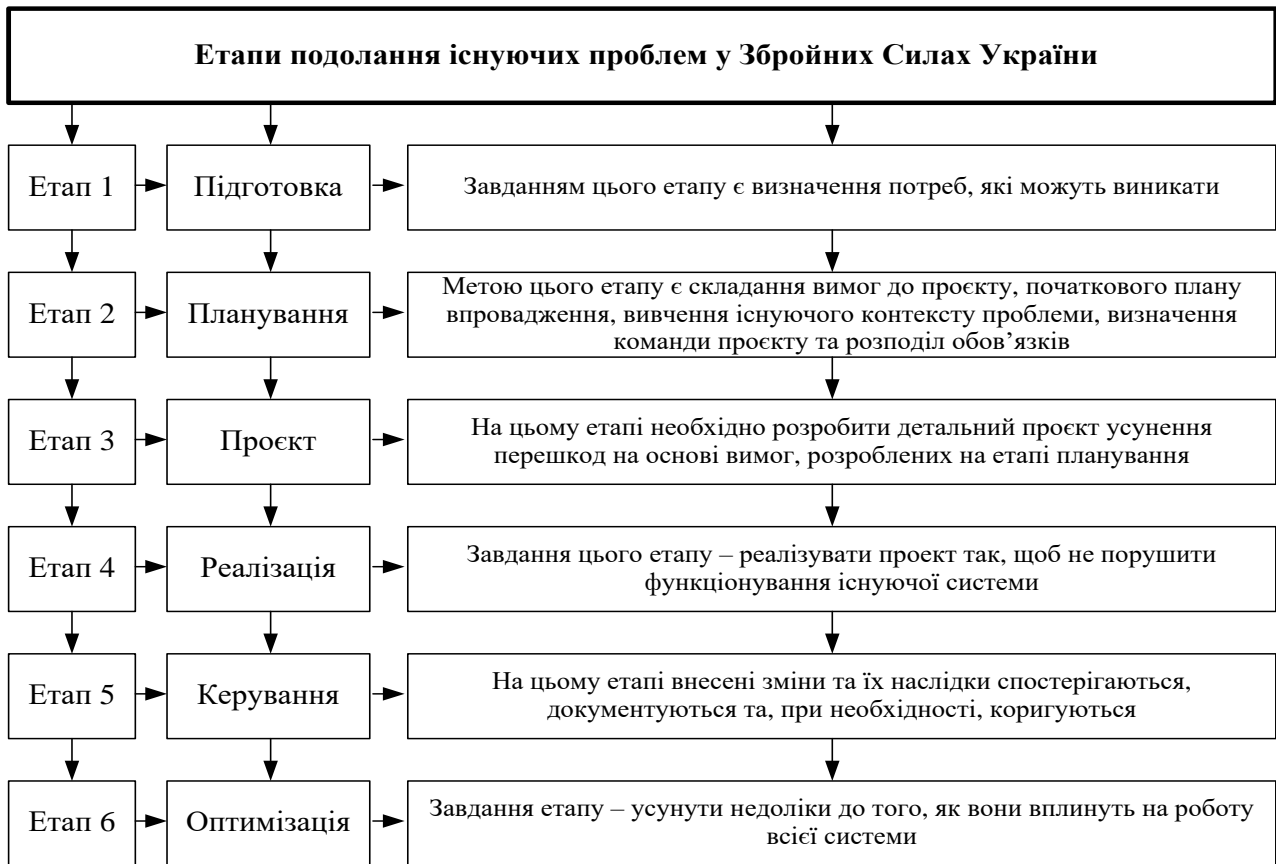 Етапи подолання існуючих проблем у Збройних Силах України
Етап 1
Підготовка
Завданням цього етапу є визначення потреб, які можуть виникати
Етап 2
Планування
Метою цього етапу є складання вимог до проєкту, початкового плану
впровадження, вивчення існуючого контексту проблеми, визначення
команди проєкту та розподіл обов’язків
Етап 3
Проєкт
На цьому етапі необхідно розробити детальний проєкт усунення
перешкод на основі вимог, розроблених на етапі планування
Етап 4
Реалізація
Завдання цього етапу – реалізувати проект так, щоб не порушити
функціонування існуючої системи
Етап 5
Керування
На цьому етапі внесені зміни та їх наслідки спостерігаються,
документуються та, при необхідності, коригуються
Етап 6
Оптимізація
Завдання етапу – усунути недоліки до того, як вони вплинуть на роботу
всієї системи